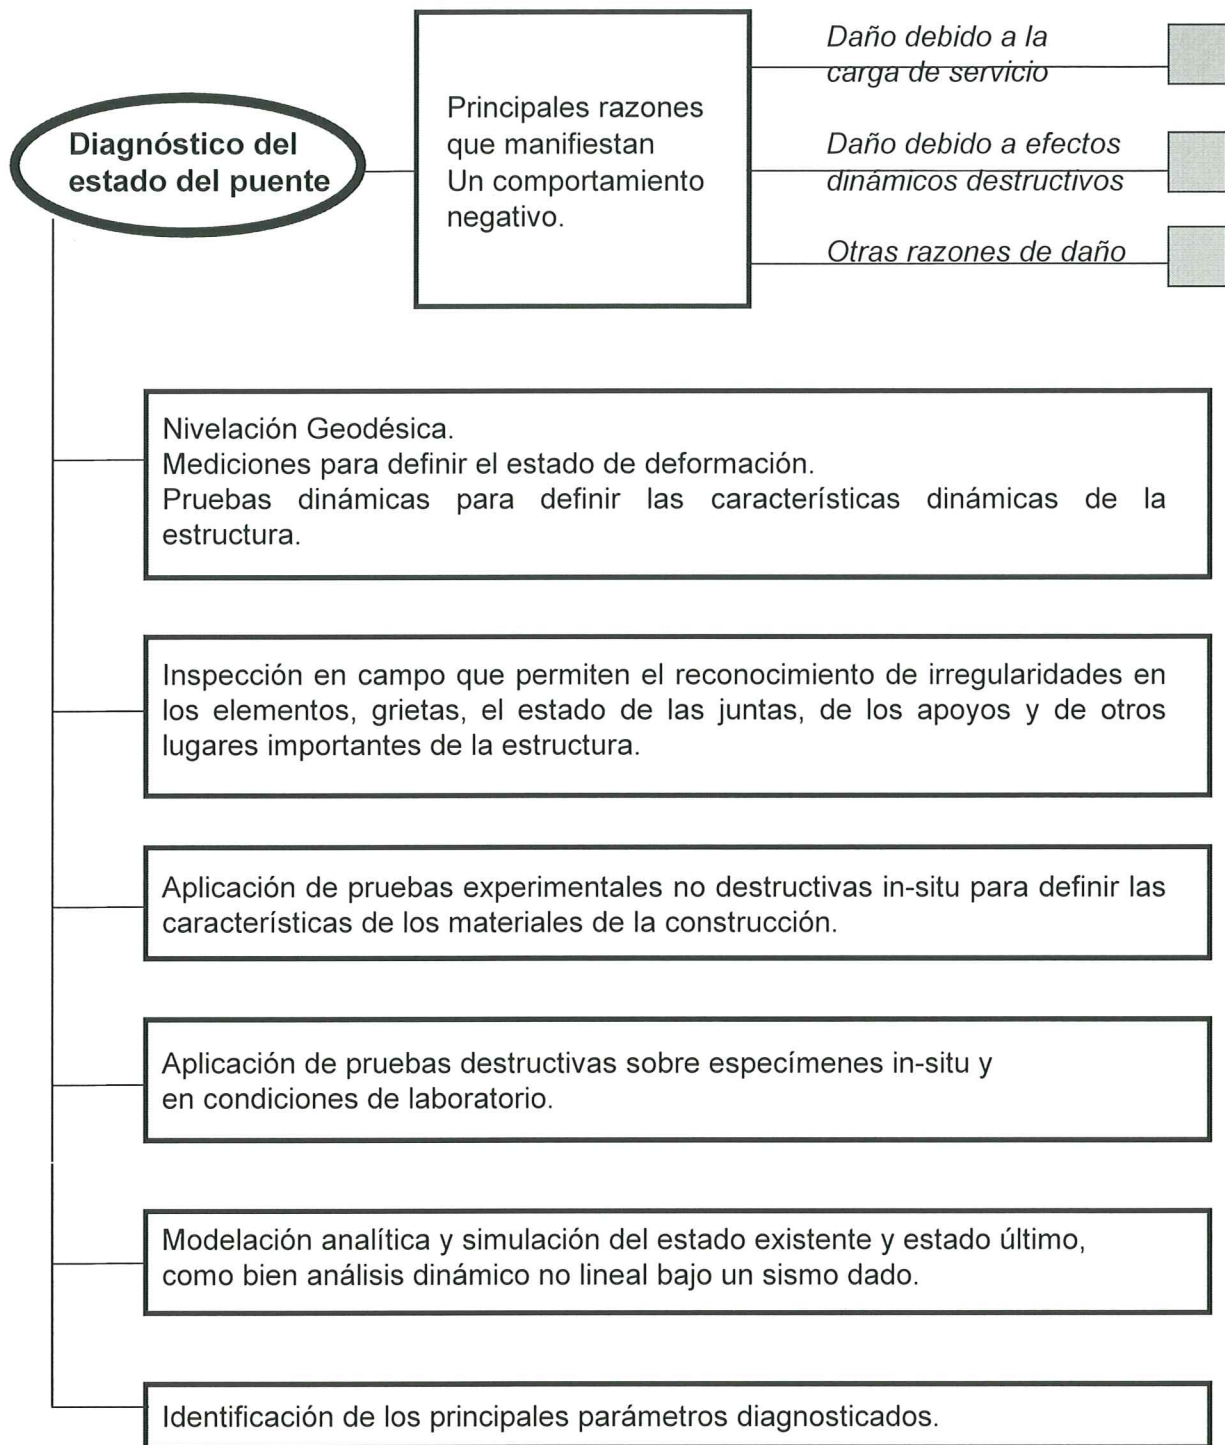 Diagnóstico del
estado del puente
Principales razones
que manifiestan
Un comportamiento
negativo.
Daño debido a la
carga de servicio
Daño debido a efectos
dinámicos destructivos
Otras razones de daño
Nivelación Geodésica.
Mediciones para definir el estado de deformación.
Pruebas dinámicas para definir las características dinámicas de la
estructura.
Inspección en campo que permiten el reconocimiento de irregularidades en
los elementos, grietas, el estado de las juntas, de los apoyos y de otros
lugares importantes de la estructura.
Aplicación de pruebas experimentales no destructivas in-situ para definir las
características de los materiales de la construcción.
Aplicación de pruebas destructivas sobre especímenes in-situ y
en condiciones de laboratorio.
Modelación analítica y simulación del estado existente y estado último,
como bien análisis dinámico no lineal bajo un sismo dado.
Identificación de los principales parámetros diagnosticados.